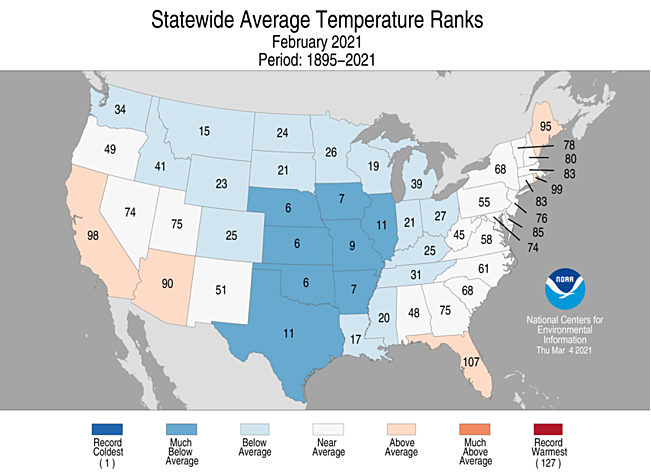 Statewide Average Temperature Ranks
February 2021
Period: 1895–2021
34
15
24
26
19
39
95
49
41
23
21
68
78
80
83
99
83
76
85
74
98
74
75
25
6
7
6
9
11
21
27
55
45
58
25
31
61
68
90
51
6
7
11
17
20
48
75
107
NOAA
National Centers for
Environmental
Information
Thu Mar 4 2021
Record
Coldest
( 1 )
Much
Below
Average
Below
Average
Near
Average
Above
Average
Much
Above
Average
Record
Warmest
( 127 )